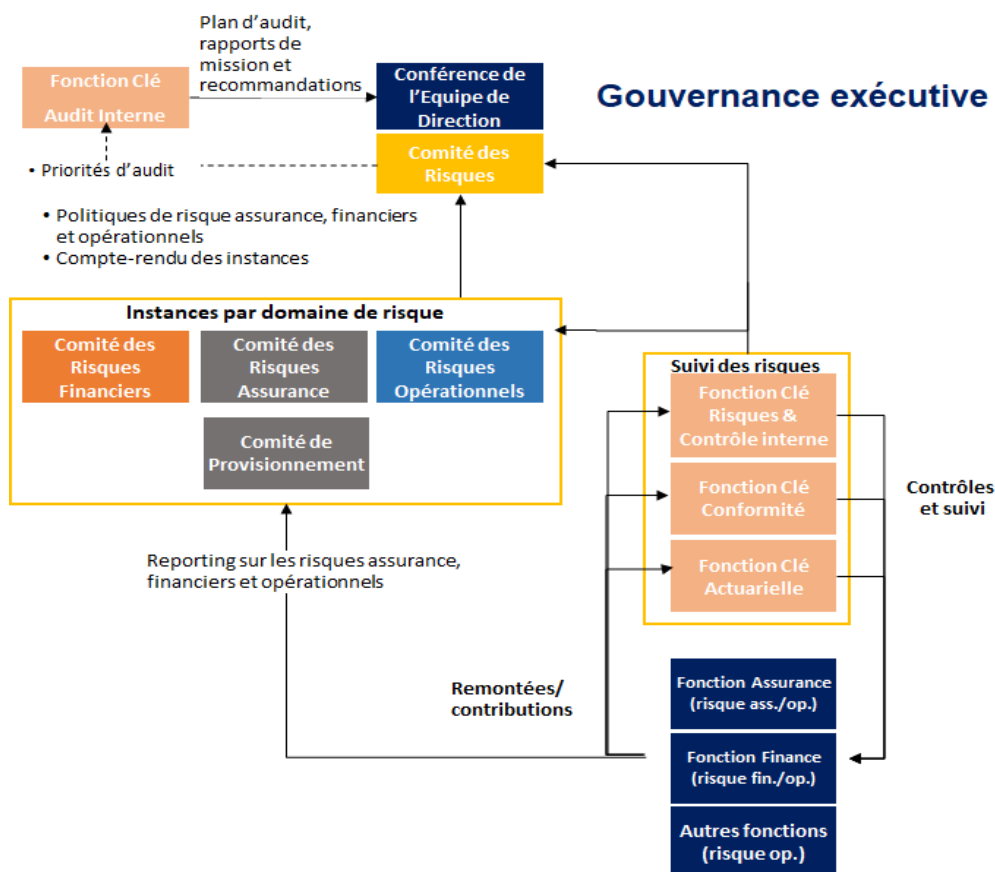 Plan d’audit,
rapports de
mission et
recommandations
Fonction Clé
Audit Interne
Conférence de
l’Equipe de
Direction
Gouvernance exécutive
Comité des
Risques
• Priorités d’audit
• Politiques de risque assurance, financiers
et opérationnels
• Compte-rendu des instances
Instances par domaine de risque
Comité des
Risques
Financiers
Comité des
Risques
Assurance
Comité des
Risques
Opérationnels
Comité de
Provisionnement
Suivi des risques
Fonction Clé
Risques &
Contrôle interne
Fonction Clé
Conformité
Fonction Clé
Actuarielle
Contrôles
et suivi
Reporting sur les risques assurance,
financiers et opérationnels
Remontées/
contributions
Fonction Assurance
(risque ass./op.)
Fonction Finance
(risque fin./op.)
Autres fonctions
(risque op.)